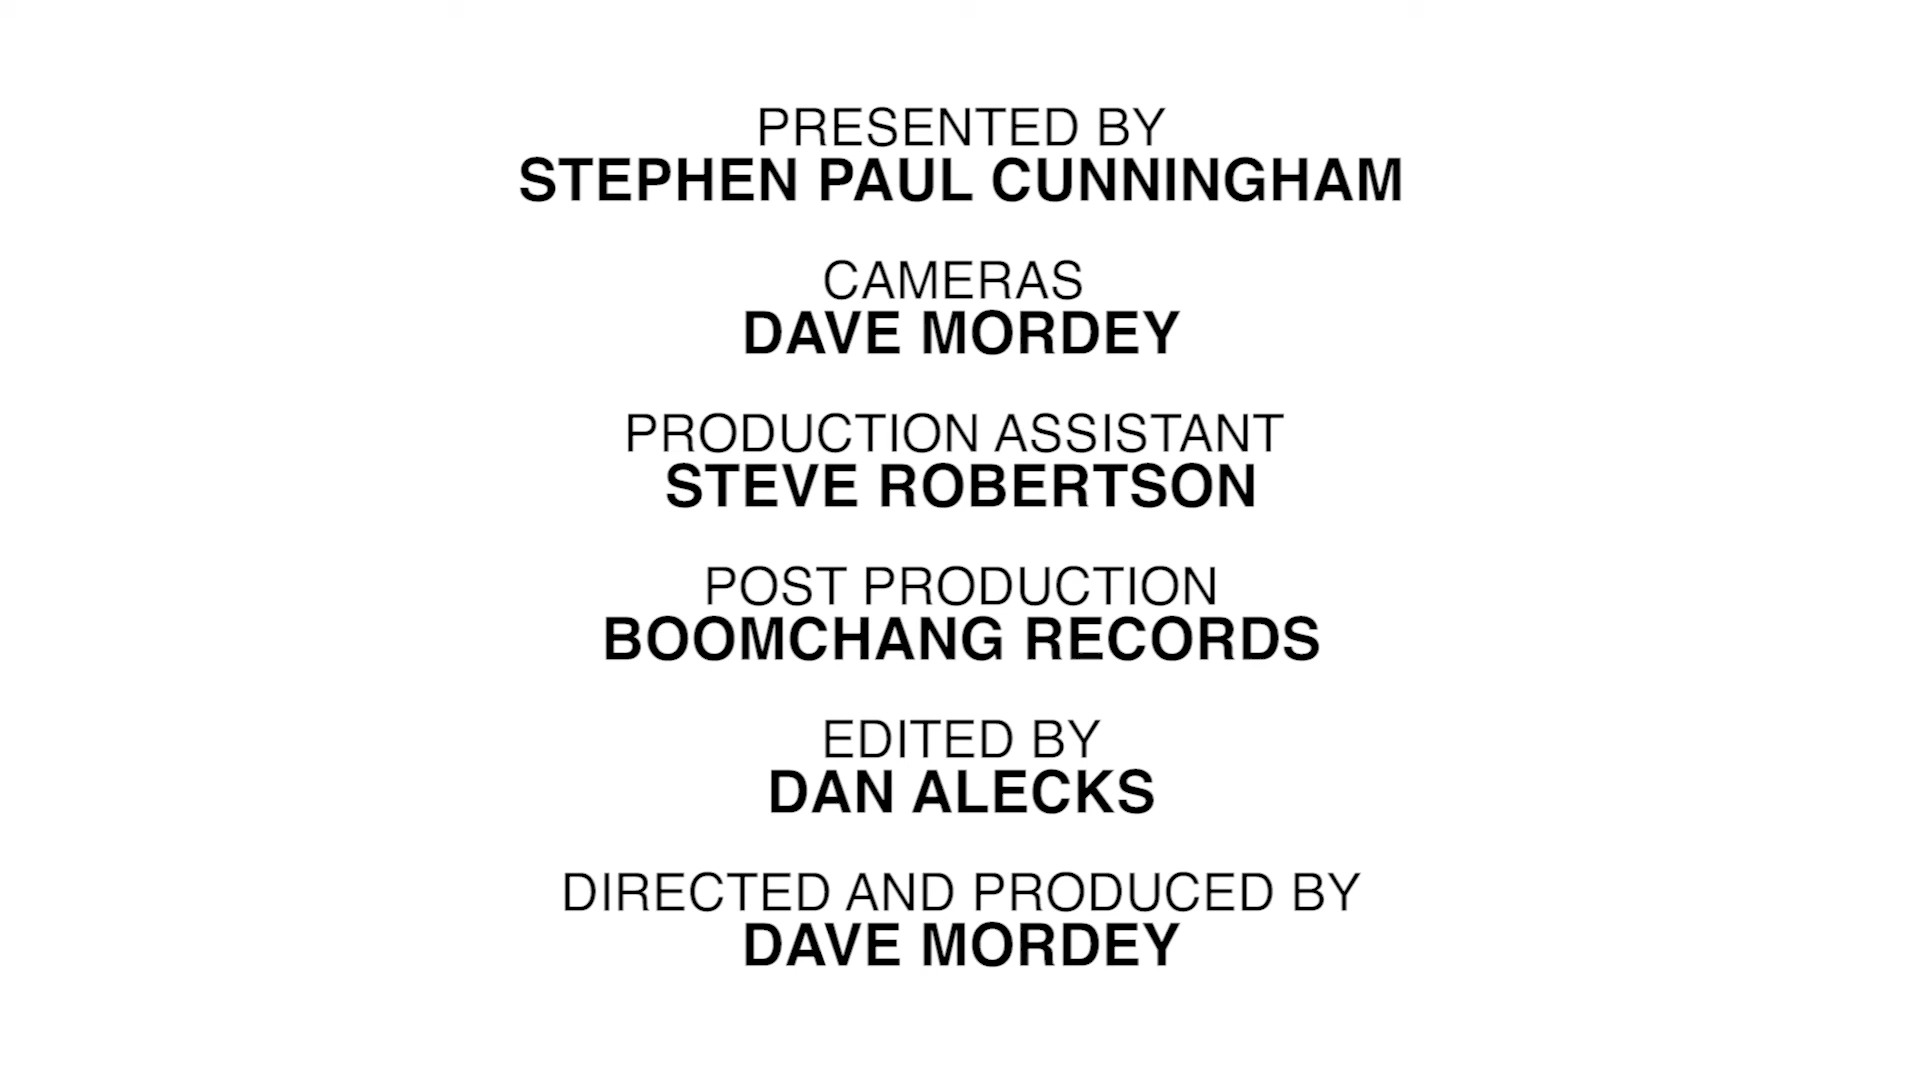 PRESENTED BY
STEPHEN PAUL CUNNINGHAM
CAMERAS
DAVE MORDEY
PRODUCTION ASSISTANT
STEVE ROBERTSON
POST PRODUCTION
BOOMCHANG RECORDS
EDITED BY
DAN ALECKS
DIRECTED AND PRODUCED BY
DAVE MORDEY